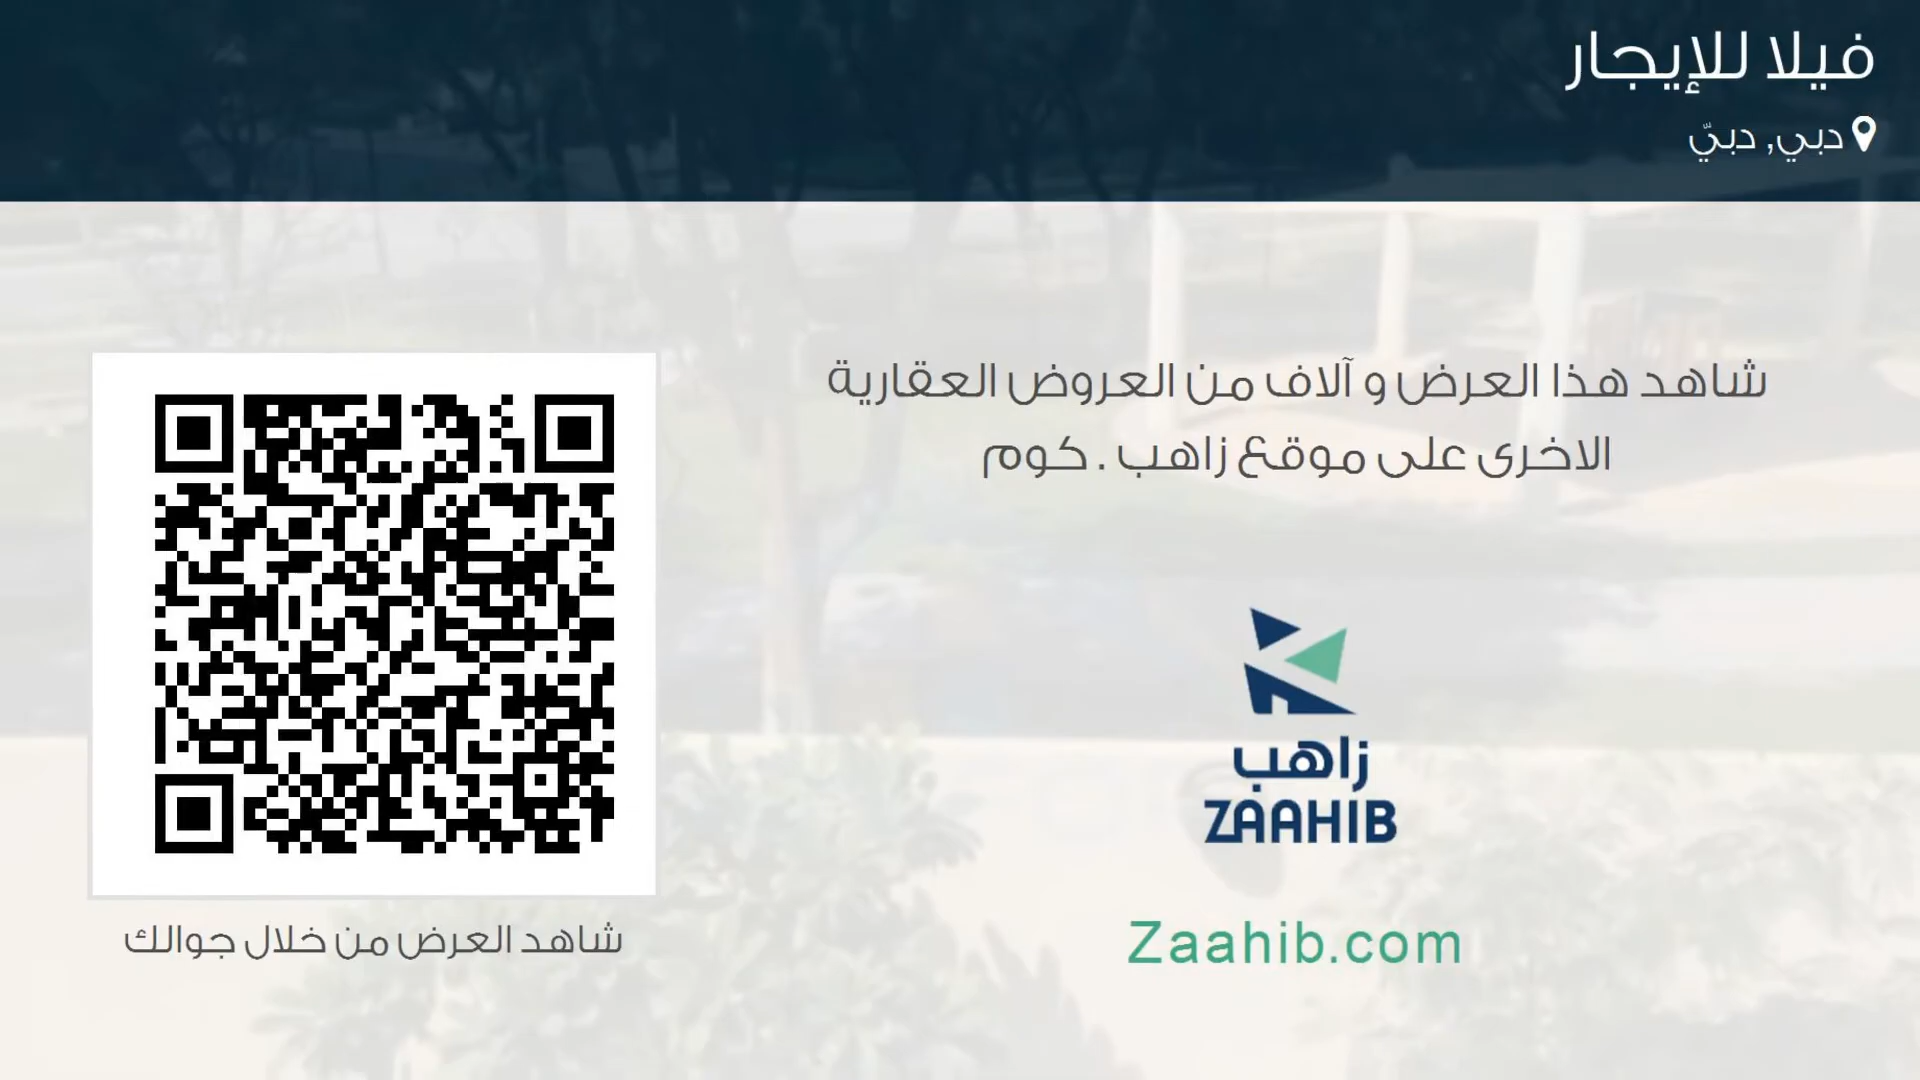 فيلا للإيجار
دبي, دبيّ
شاهد هذا العرض و آلاف من العروض العقارية
الاخرى على موقع زاهب . كوم
زاهب
ZAAHIB
Zaahib.com
شاهد العرض من خلال جوالك